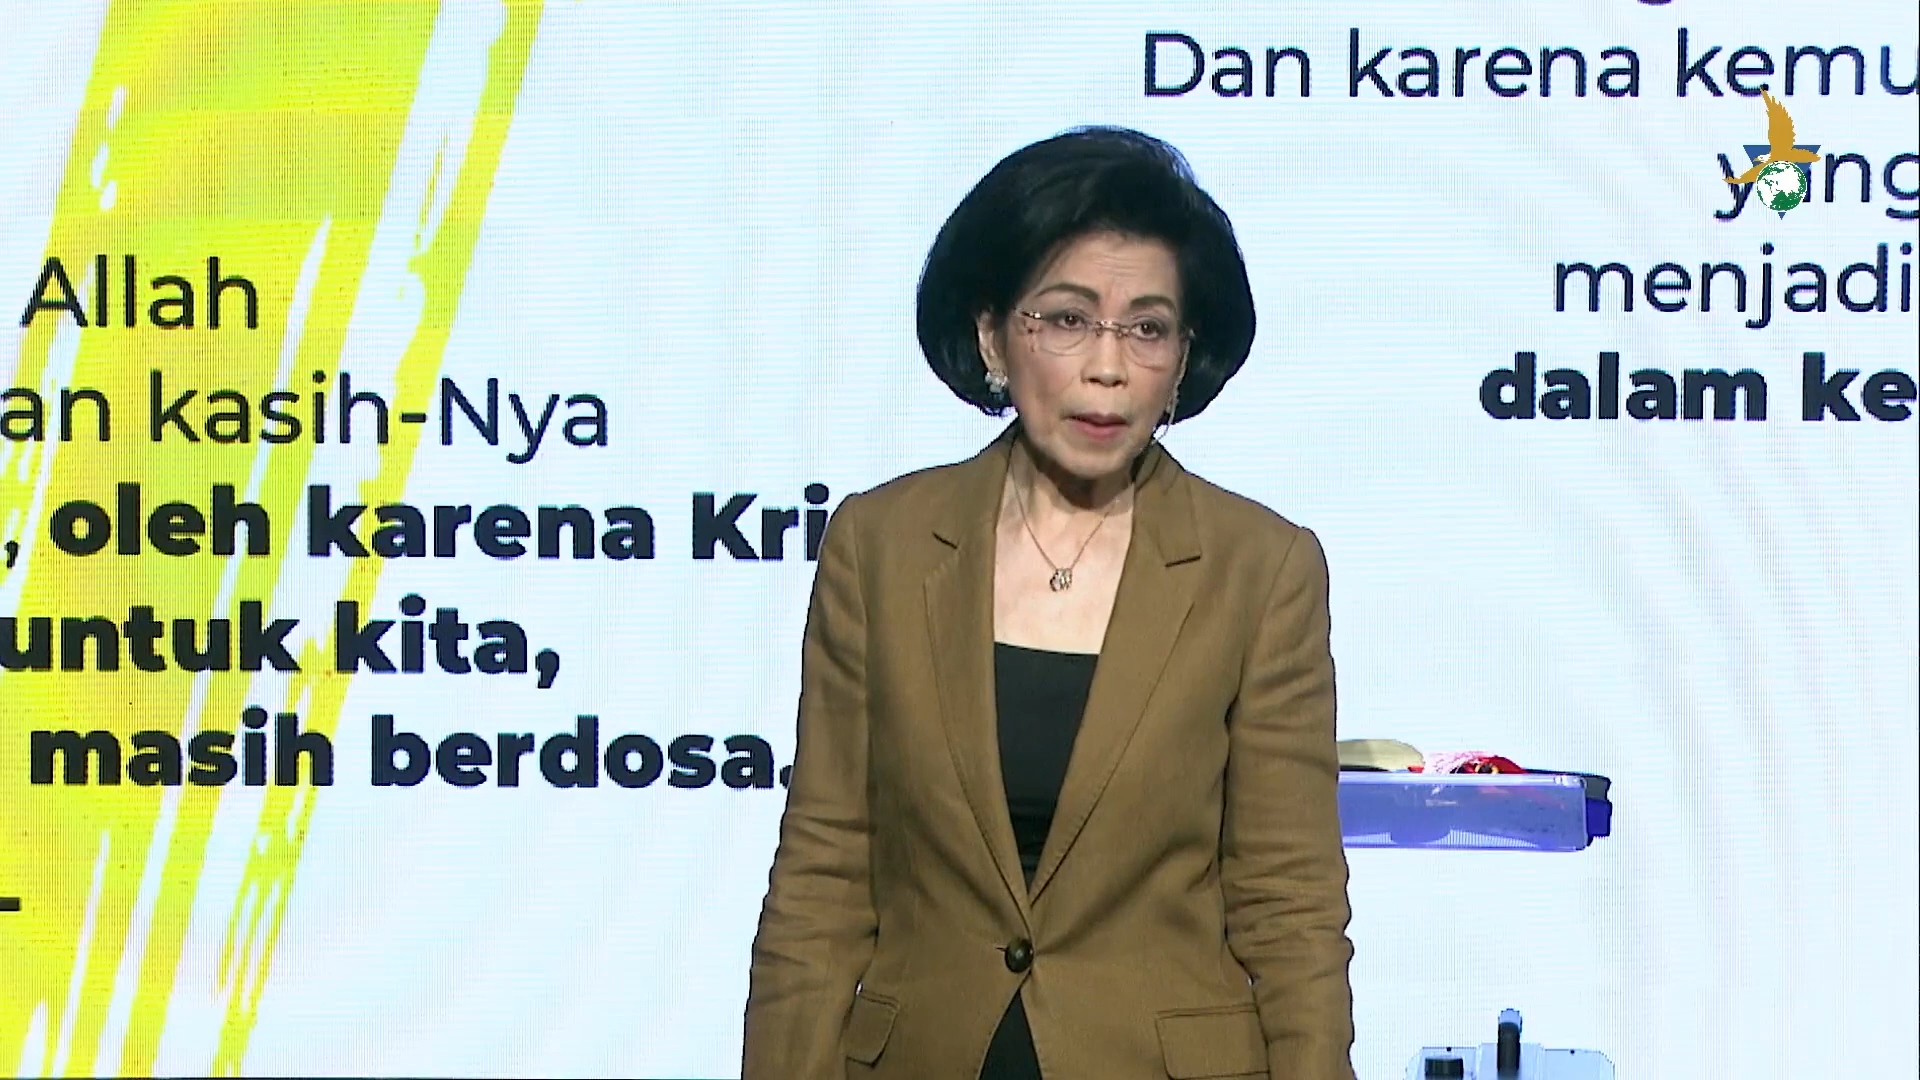 Allah
an kasih-Nya
, oleh karena Kri
untuk kita,
masih berdosa.
Dan karena kemu
yang
menjadi
dalam ke